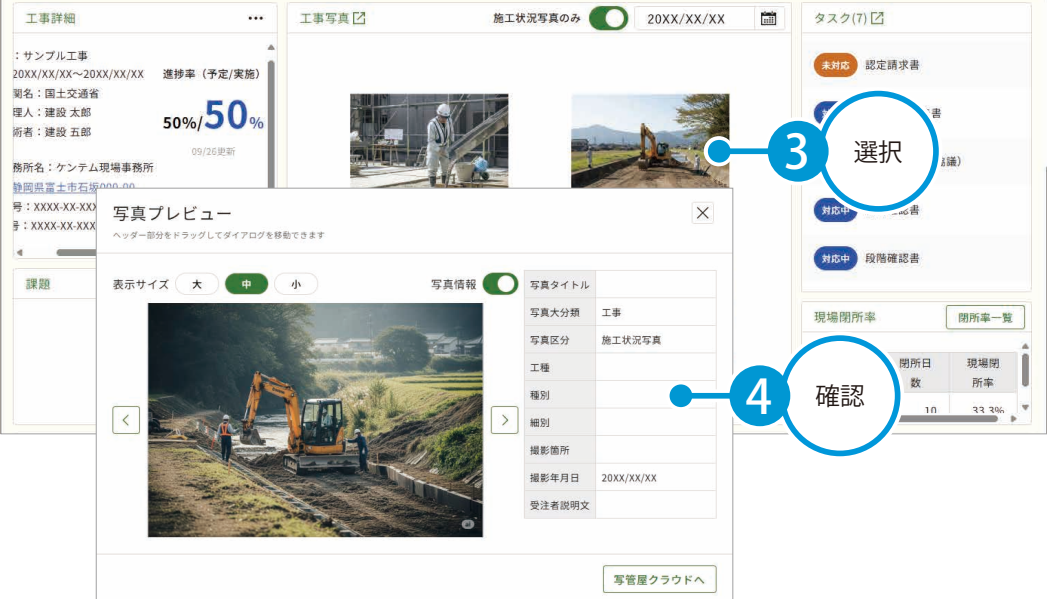 工事詳細
：サンプル工事
20XX/XX/XX～20XX/XX/XX
関名：国土交通省
理人：建設 太郎
術者：建設 五郎
務所名：ケンテム現場事務所
静岡県富士市石坂000-00
号：XXXX-XX-XXX
号：XXXX-XX-XXX
進捗率（予定/実施）
50%/50%
09/26更新
課題
工事写真
施工状況写真のみ
20XX/XX/XX
タスク(7)
未対応 認定請求書
書
議）
対応中
書
対応中 段階確認書
3 選択
現場閉所率
閉所率一覧
閉所日数
現場閉所率
10 33.3%
写真プレビュー
ヘッダー部分をドラッグしてダイアログを移動できます
表示サイズ 大 中 小
写真情報
写真タイトル
写真大分類 工事
写真区分 施工状況写真
工種
種別
細別
撮影箇所
撮影年月日 20XX/XX/XX
受注者説明文
4 確認
写管屋クラウドへ